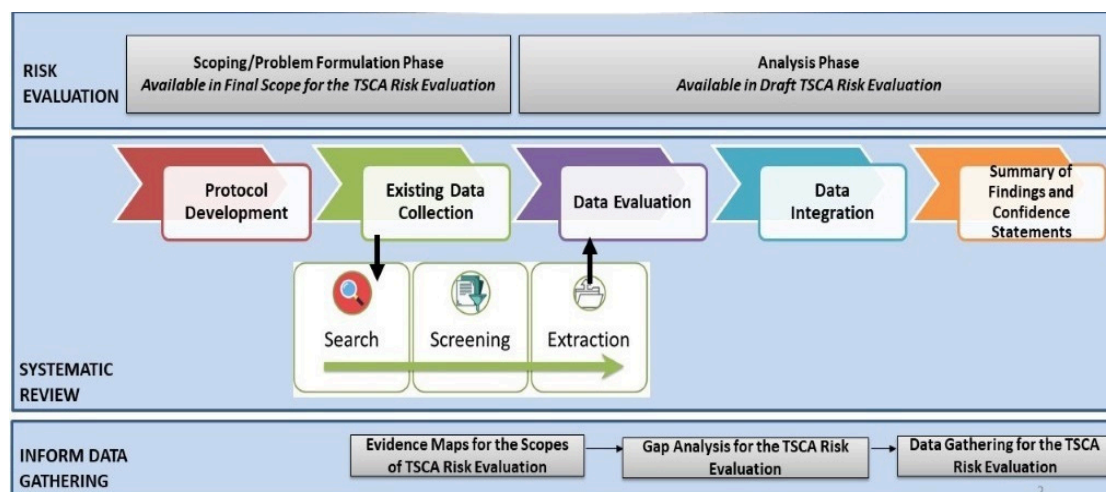 RISK
EVALUATION
Scoping/Problem Formulation Phase
Available in Final Scope for the TSCA Risk Evaluation
Analysis Phase
Available in Draft TSCA Risk Evaluation
Protocol
Development
Existing Data
Collection
Data Evaluation
Data
Integration
Summary of
Findings and
Confidence
Statements
Search
Screening
Extraction
SYSTEMATIC
REVIEW
INFORM DATA
GATHERING
Evidence Maps for the Scopes
of TSCA Risk Evaluation
Gap Analysis for the TSCA Risk
Evaluation
Data Gathering for the TSCA
Risk Evaluation